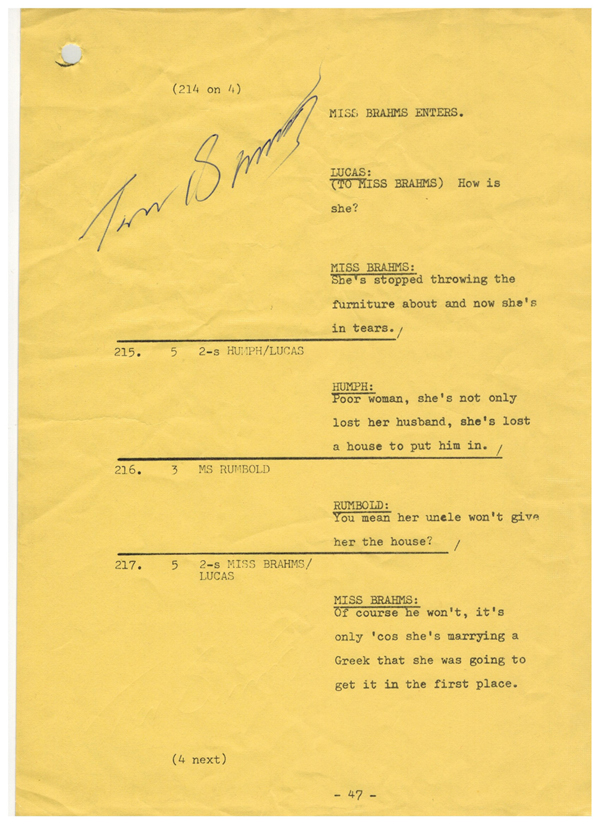 (214 on 4)
MISS BRAHMS ENTERS.
LUCAS:
(TO MISS BRAHMS) How is
she?
MISS BRAHMS:
She's stopped throwing the
furniture about and now she's
in tears. /
215. 5 2-s HUMPH/LUCAS
HUMPH:
Poor woman, she's not only
lost her husband, she's lost
a house to put him in. /
216. 3 MS RUMBOLD
RUMBOLD:
You mean her uncle won't give
her the house? /
217. 5 2-s MISS BRAHMS/
LUCAS
MISS BRAHMS:
Of course he won't, it's
only 'cos she's marrying a
Greek that she was going to
get it in the first place.
(4 next)
- 47 -